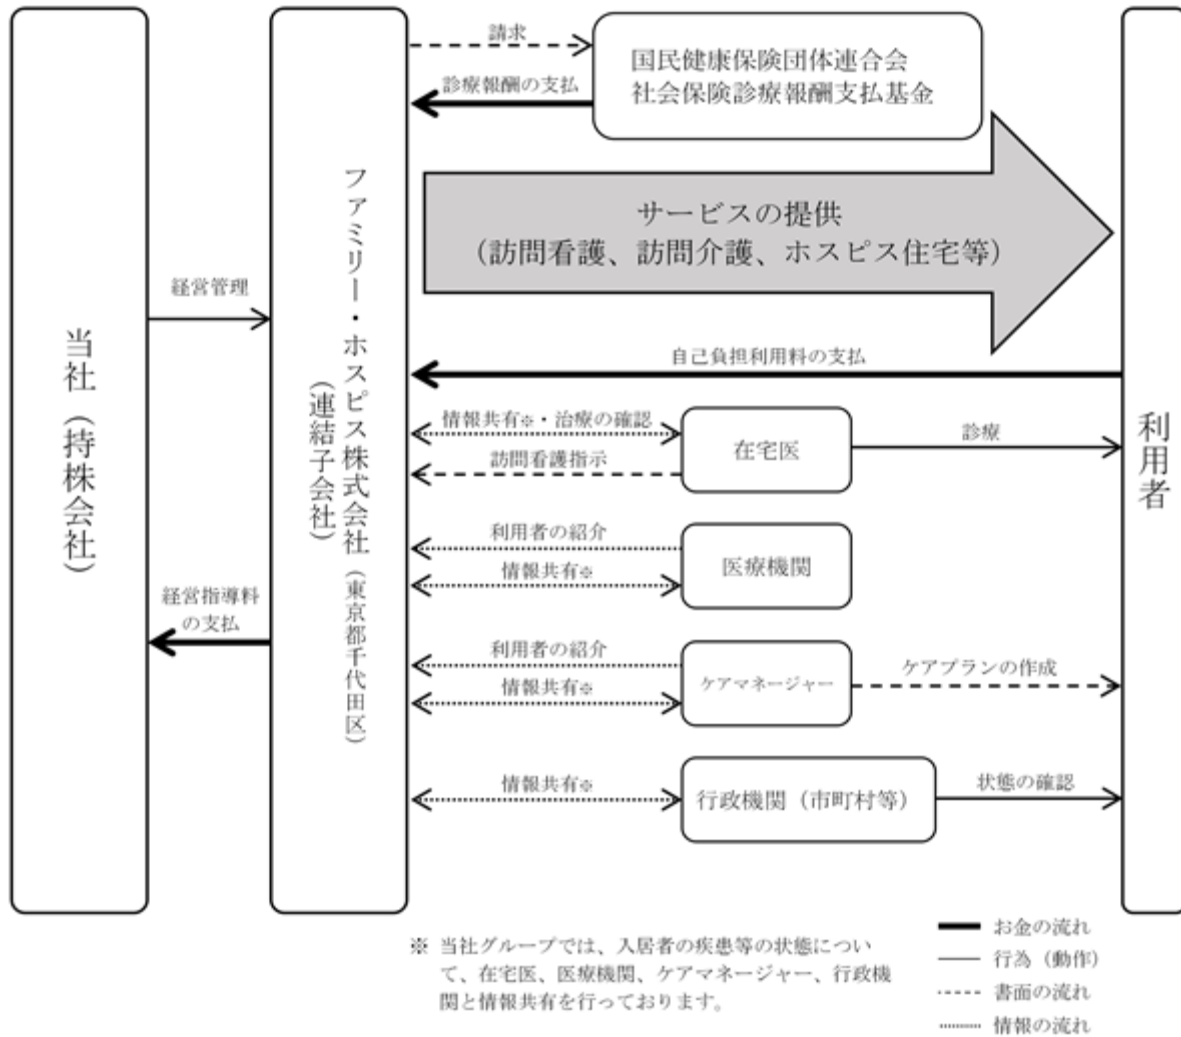 請求
国民健康保険団体連合会
社会保険診療報酬支払基金
診療報酬の支払
サービスの提供
(訪問看護、訪問介護、ホスピス住宅等)
経営管理
当社(持株会社)
ファミリー・ホスピス株式会社(東京都千代田区)
(連結子会社)
利用者
自己負担利用料の支払
情報共有※・治療の確認
訪問看護指示
在宅医
診療
利用者の紹介
情報共有※
医療機関
経営指導料
の支払
利用者の紹介
情報共有※
ケアマネージャー
ケアプランの作成
情報共有※
行政機関(市町村等)
状態の確認
※ 当社グループでは、入居者の疾患等の状態につい
て、在宅医、医療機関、ケアマネージャー、行政機
関と情報共有を行っております。
お金の流れ
行為(動作)
書面の流れ
情報の流れ